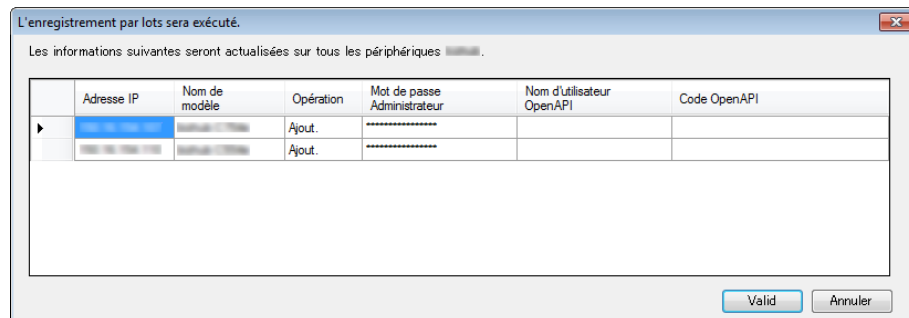 L'enregistrement par lots sera exécuté.
Les informations suivantes seront actualisées sur tous les périphériques .
Adresse IP
Nom de
modèle
Opération
Mot de passe
Administrateur
Nom d'utilisateur
OpenAPI
Code OpenAPI
Ajout.
****************
Ajout.
****************
Valid
Annuler